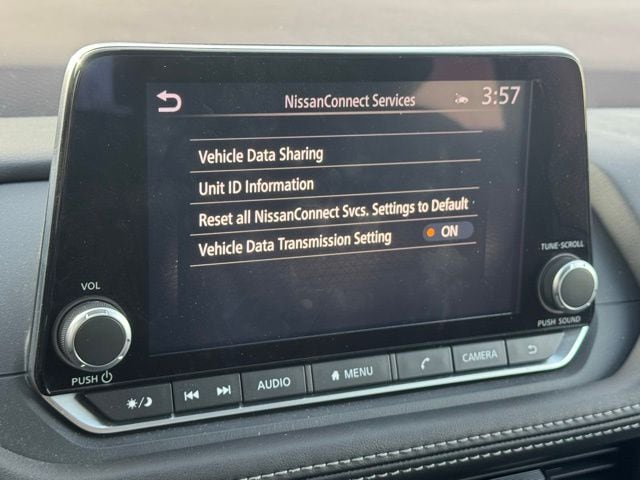 NissanConnect Services 3:57
Vehicle Data Sharing
Unit ID Information
Reset all NissanConnect Svcs. Settings to Default
Vehicle Data Transmission Setting ON
VOL
PUSH
TUNE·SCROLL
PUSH SOUND
AUDIO
MENU
CAMERA